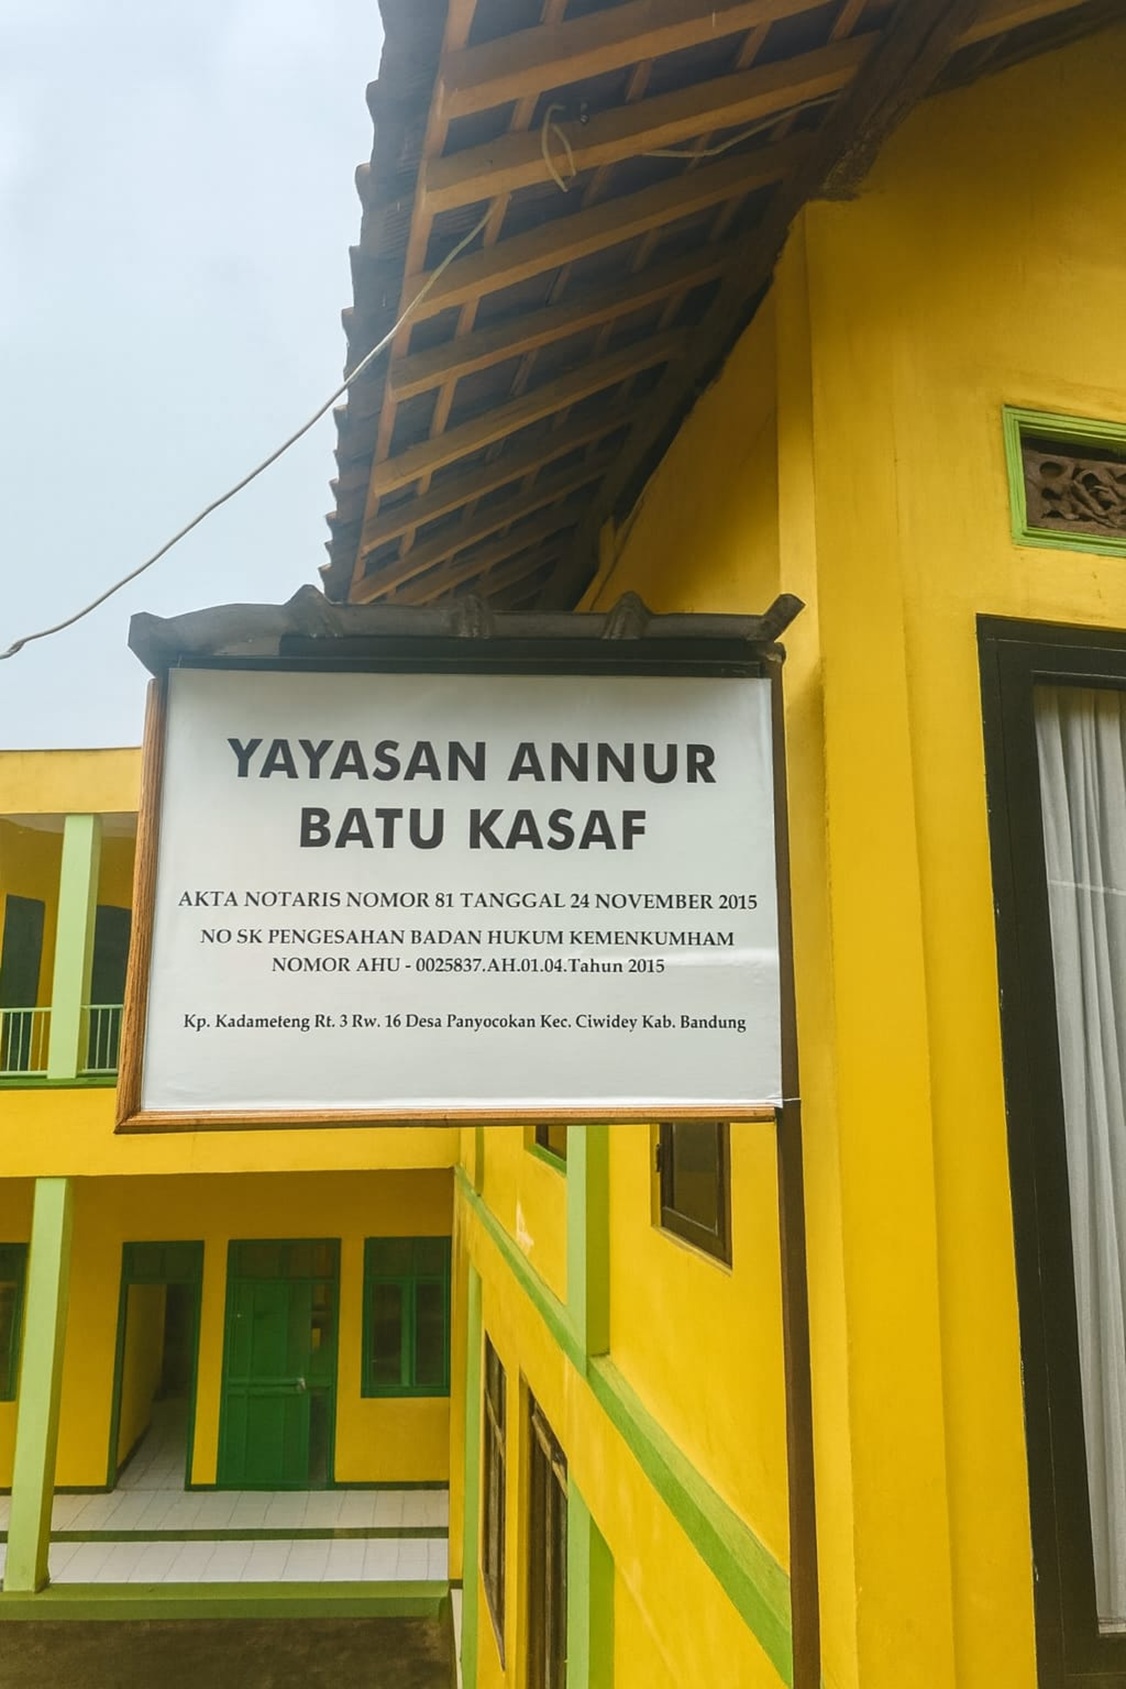 YAYASAN ANNUR
BATU KASAF
AKTA NOTARIS NOMOR 81 TANGGAL 24 NOVEMBER 2015
NO SK PENGESAHAN BADAN HUKUM KEMENKUMHAM
NOMOR AHU - 0025837.AH.01.04.Tahun 2015
Kp. Kadameteng Rt. 3 Rw. 16 Desa Panyocokan Kec. Ciwidey Kab. Bandung